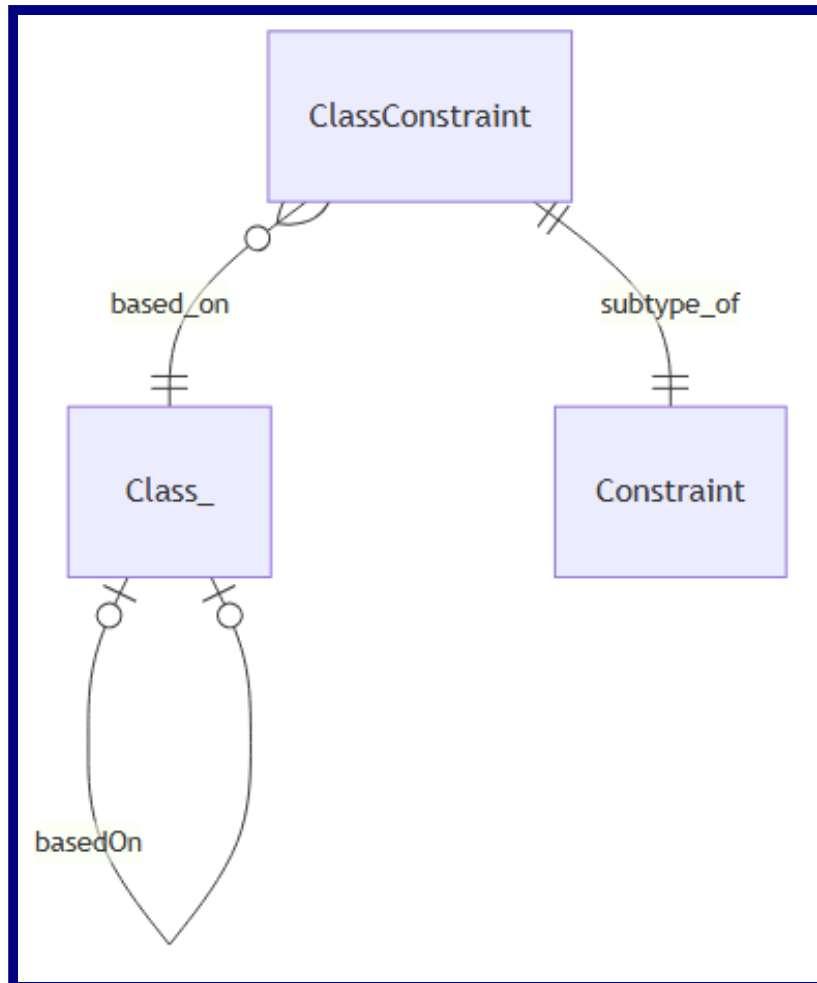 ClassConstraint
based_on
subtype_of
Class_
Constraint
basedOn